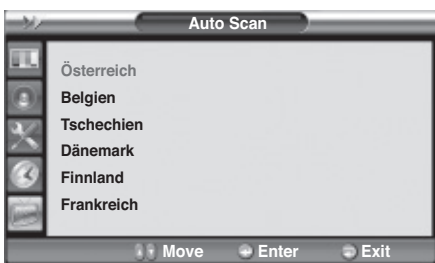 Auto Scan
Österreich
Belgien
Tschechien
Dänemark
Finnland
Frankreich
Move Enter Exit